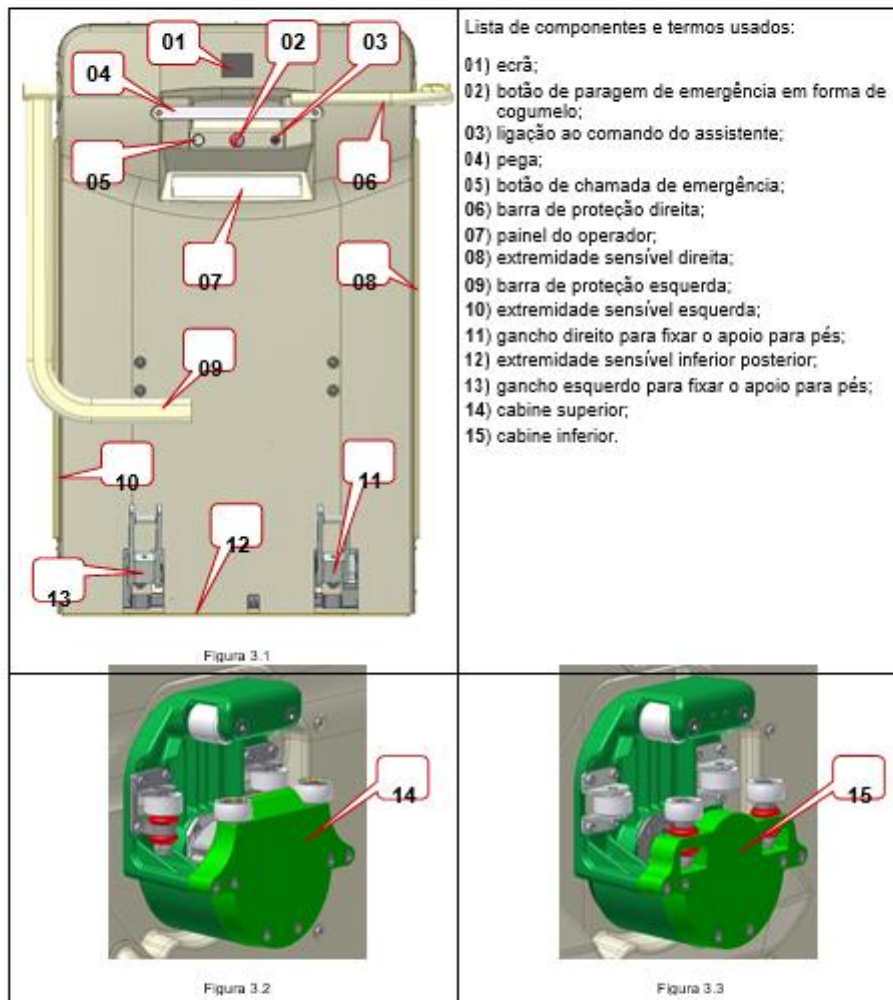 01
02
03
04
05
06
07
08
09
10
11
12
13
Figura 3.1
Lista de componentes e termos usados:
01) ecrã;
02) botão de paragem de emergência em forma de
cogumelo;
03) ligação ao comando do assistente;
04) pega;
05) botão de chamada de emergência;
06) barra de proteção direita;
07) painel do operador;
08) extremidade sensível direita;
09) barra de proteção esquerda;
10) extremidade sensível esquerda;
11) gancho direito para fixar o apoio para pés;
12) extremidade sensível inferior posterior;
13) gancho esquerdo para fixar o apoio para pés;
14) cabine superior;
15) cabine inferior.
14
Figura 3.2
15
Figura 3.3